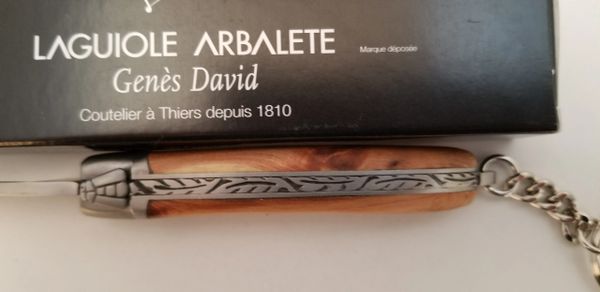 LAGUIOLE ARBALETE Marque déposée
Genès David
Coutelier à Thiers depuis 1810